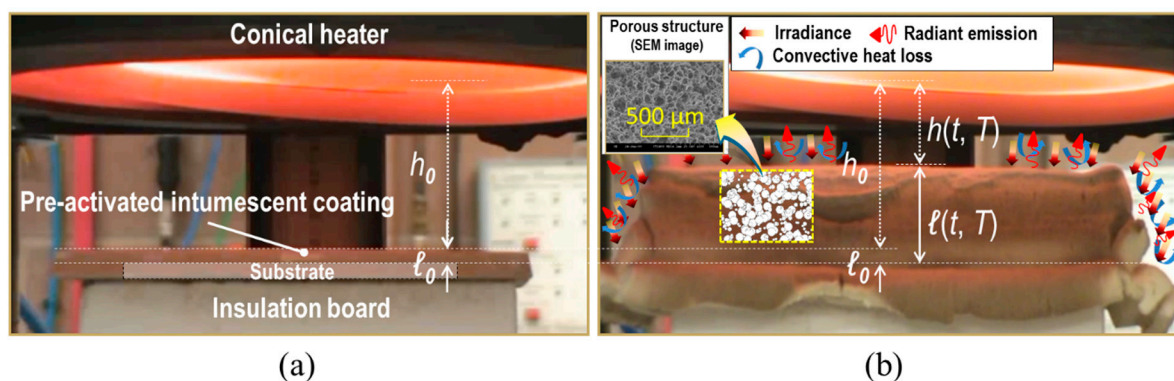 Conical heater
h₀
Pre-activated intumescent coating
ℓ₀
Substrate
Insulation board
(a)
Porous structure
(SEM image)
500 µm
Irradiance
Radiant emission
Convective heat loss
h(t, T)
h₀
ℓ(t, T)
ℓ₀
(b)